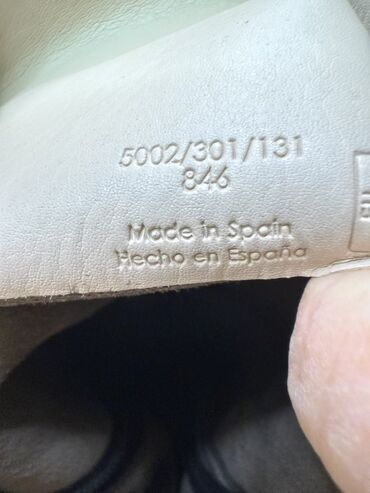 5002/301/131
846
Made in Spain
Hecho en España